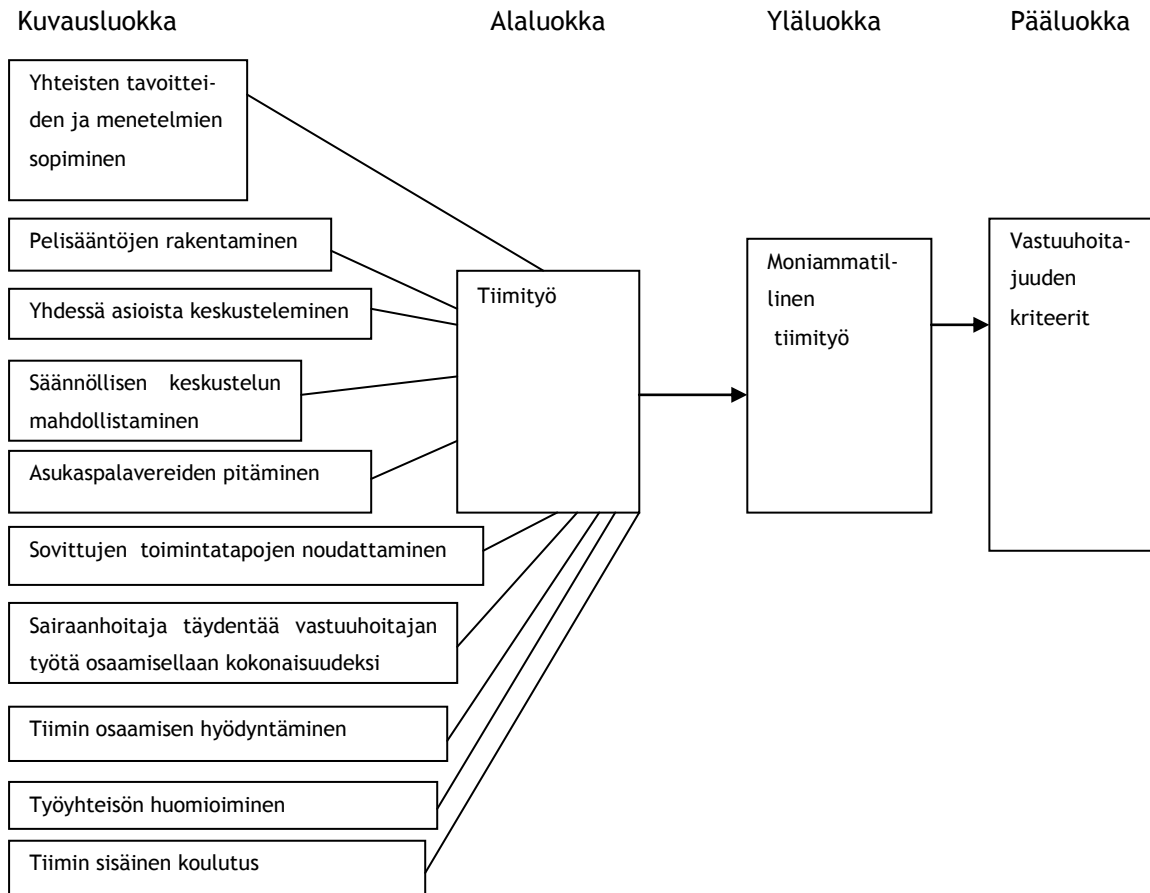 Kuvausluokka
Alaluokka
Yläluokka
Pääluokka
Yhteisten tavoittei-
den ja menetelmien
sopiminen
Pelisääntöjen rakentaminen
Yhdessä asioista keskusteleminen
Säännöllisen keskustelun
mahdollistaminen
Asukaspalavereiden pitäminen
Sovittujen toimintatapojen noudattaminen
Sairaanhoitaja täydentää vastuuhoitajan
työtä osaamisellaan kokonaisuudeksi
Tiimin osaamisen hyödyntäminen
Työyhteisön huomioiminen
Tiimin sisäinen koulutus
Tiimityö
Moniammatil-
linen
tiimityö
Vastuuhoita-
juuden
kriteerit